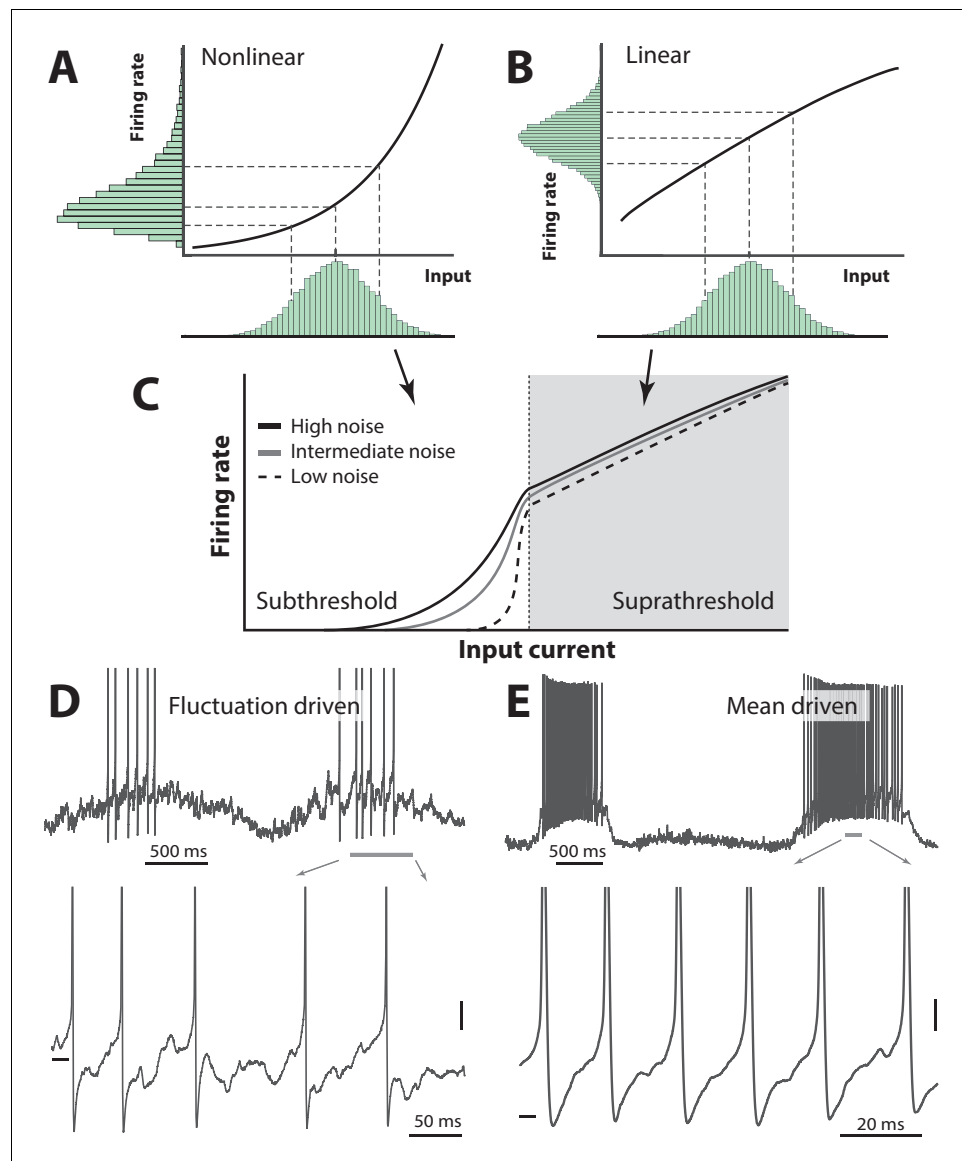 A
Nonlinear
Firing rate
Input
B
Linear
Firing rate
Input
C
High noise
Intermediate noise
Low noise
Firing rate
Subthreshold
Suprathreshold
Input current
D
Fluctuation driven
500 ms
50 ms
E
Mean driven
500 ms
20 ms